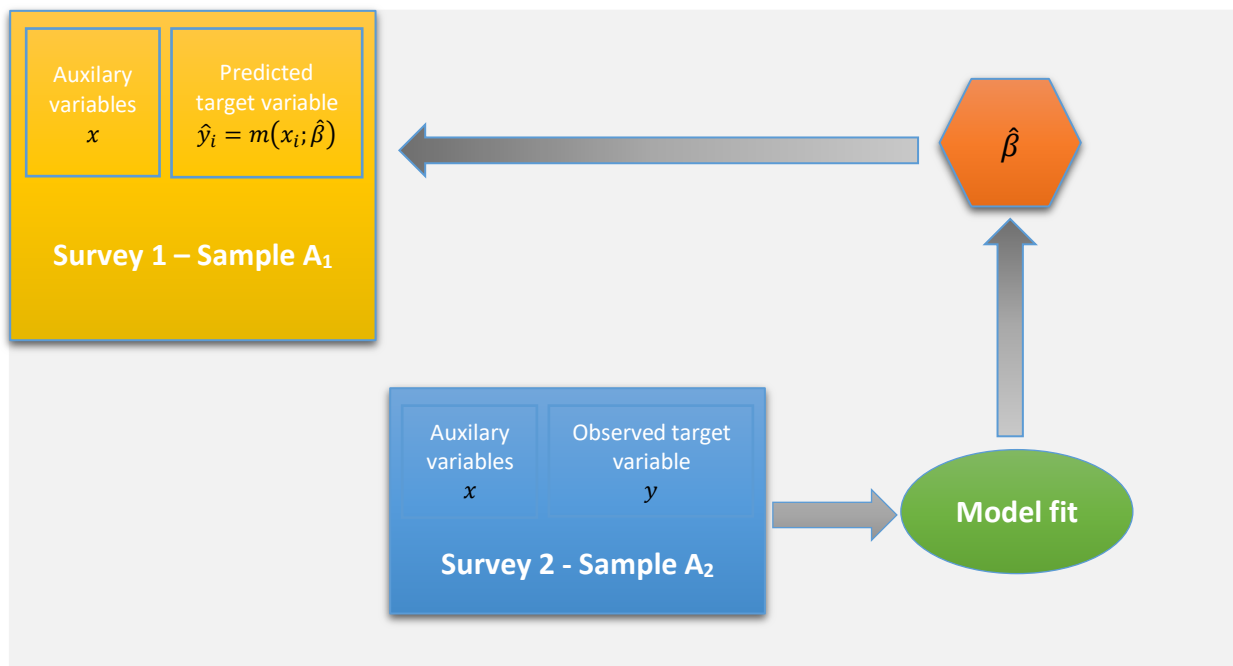 Auxilary
variables
x
Predicted
target variable
ŷᵢ = m(xᵢ; β̂)
Survey 1 – Sample A₁
β̂
Auxilary
variables
x
Observed target
variable
y
Survey 2 - Sample A₂
Model fit